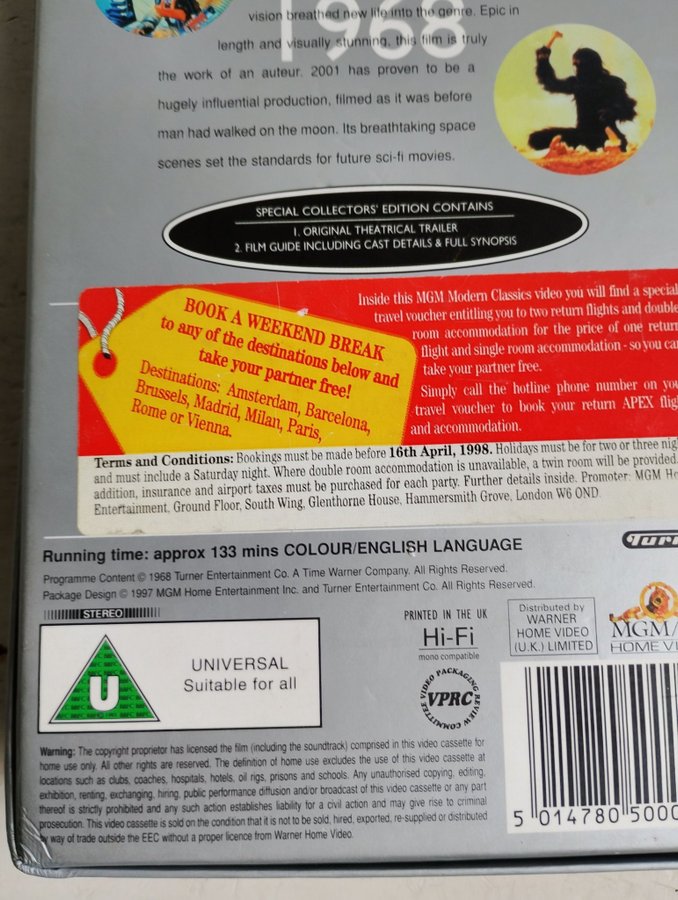 vision breathed new life into the genre. Epic in
1968
length and visually stunning, this film is truly
the work of an auteur. 2001 has proven to be a
hugely influential production, filmed as it was before
man had walked on the moon. Its breathtaking space
scenes set the standards for future sci-fi movies.
SPECIAL COLLECTORS' EDITION CONTAINS
1. ORIGINAL THEATRICAL TRAILER
2. FILM GUIDE INCLUDING CAST DETAILS & FULL SYNOPSIS
BOOK A WEEKEND BREAK
to any of the destinations below and
take your partner free!
Destinations: Amsterdam, Barcelona,
Brussels, Madrid, Milan, Paris,
Rome or Vienna.
Inside this MGM Modern Classics video you will find a special
travel voucher entitling you to two return flights and double
room accommodation for the price of one return
flight and single room accommodation - so you can
take your partner free.
Simply call the hotline phone number on you
travel voucher to book your return APEX flig
and accommodation.
Terms and Conditions: Bookings must be made before 16th April, 1998. Holidays must be for two or three nig
and must include a Saturday night. Where double room accommodation is unavailable, a twin room will be provided.
addition, insurance and airport taxes must be purchased for each party. Further details inside. Promoter: MGM Ho
Entertainment, Ground Floor, South Wing, Glenthorne House, Hammersmith Grove, London W6 0ND.
Running time: approx 133 mins COLOUR/ENGLISH LANGUAGE
Programme Content © 1968 Turner Entertainment Co. A Time Warner Company. All Rights Reserved.
Package Design © 1997 MGM Home Entertainment Inc. and Turner Entertainment Co. All Rights Reserved.
Turn
STEREO
U
UNIVERSAL
Suitable for all
PRINTED IN THE UK
Hi-Fi
mono compatible
VIDEO PACKAGING REVIEW COMMITTEE
VPRC
Distributed by
WARNER
HOME VIDEO
(U.K.) LIMITED
MGM/
HOME VI
Warning: The copyright proprietor has licensed the film (including the soundtrack) comprised in this video cassette for
home use only. All other rights are reserved. The definition of home use excludes the use of this video cassette at
locations such as clubs, coaches, hospitals, hotels, oil rigs, prisons and schools. Any unauthorised copying, editing,
exhibition, renting, exchanging, hiring, public performance diffusion and/or broadcast of this video cassette or any part
thereof is strictly prohibited and any such action establishes liability for a civil action and may give rise to criminal
prosecution. This video cassette is sold on the condition that it is not to be sold, hired, exported, re-supplied or distributed
by way of trade outside the EEC without a proper licence from Warner Home Video.
5 014780 5000